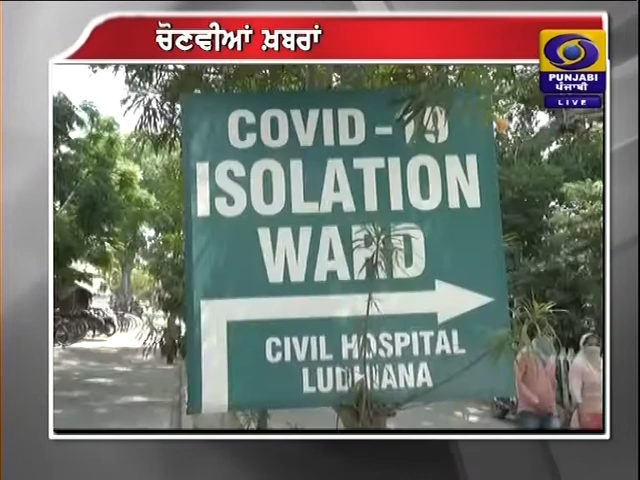 ਚੋਣਵੀਆਂ ਖ਼ਬਰਾਂ
PUNJABI
ਪੰਜਾਬੀ
LIVE
COVID -19
ISOLATION
WARD
CIVIL HOSPITAL
LUDHIANA